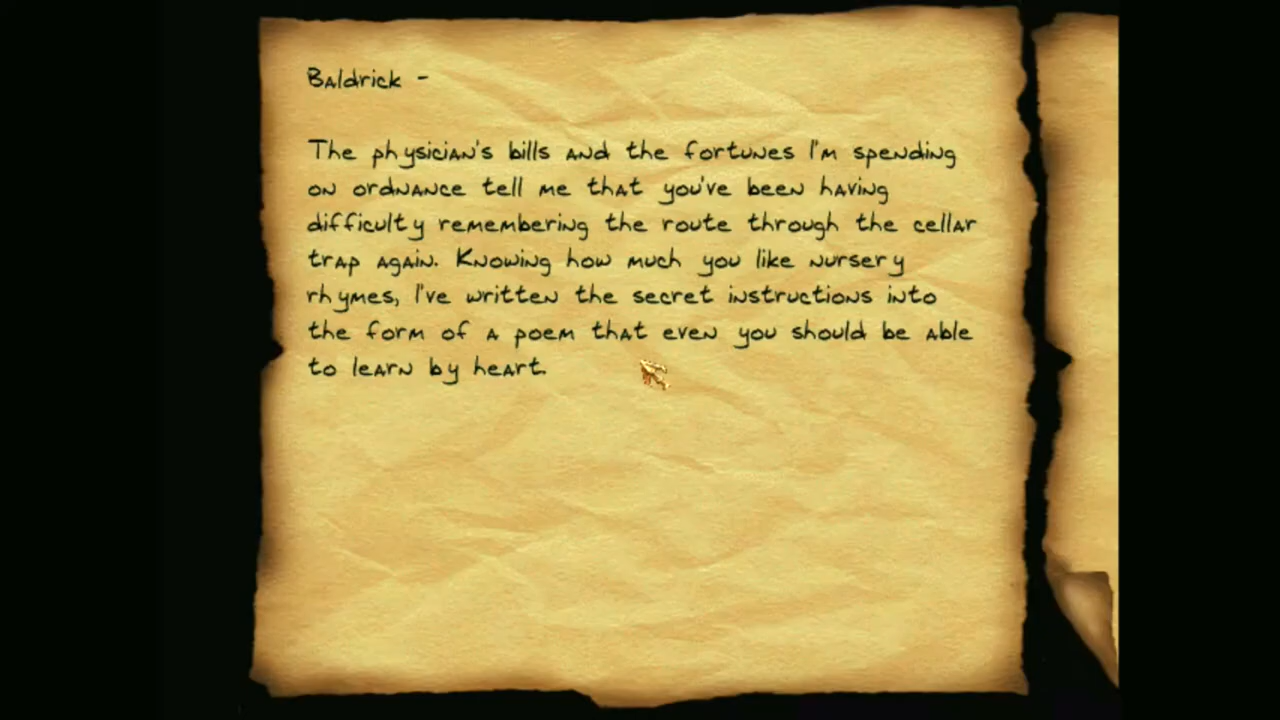 Baldrick -
The physician's bills and the fortunes I'm spending
on ordnance tell me that you've been having
difficulty remembering the route through the cellar
trap again. Knowing how much you like nursery
rhymes, I've written the secret instructions into
the form of a poem that even you should be able
to learn by heart.